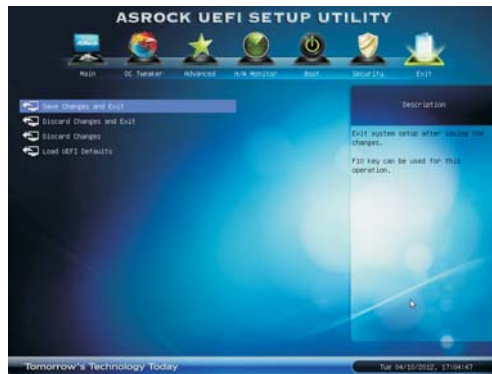 ASROCK UEFI SETUP UTILITY
Main OC Tweaker Advanced H/W Monitor Boot Security Exit
Save Changes and Exit
Discard Changes and Exit
Discard Changes
Load UEFI Defaults
Description
Exit system setup after saving the
changes.
F10 key can be used for this
operation.
Tomorrow's Technology Today
Tue 04/10/2012, 17:04:47